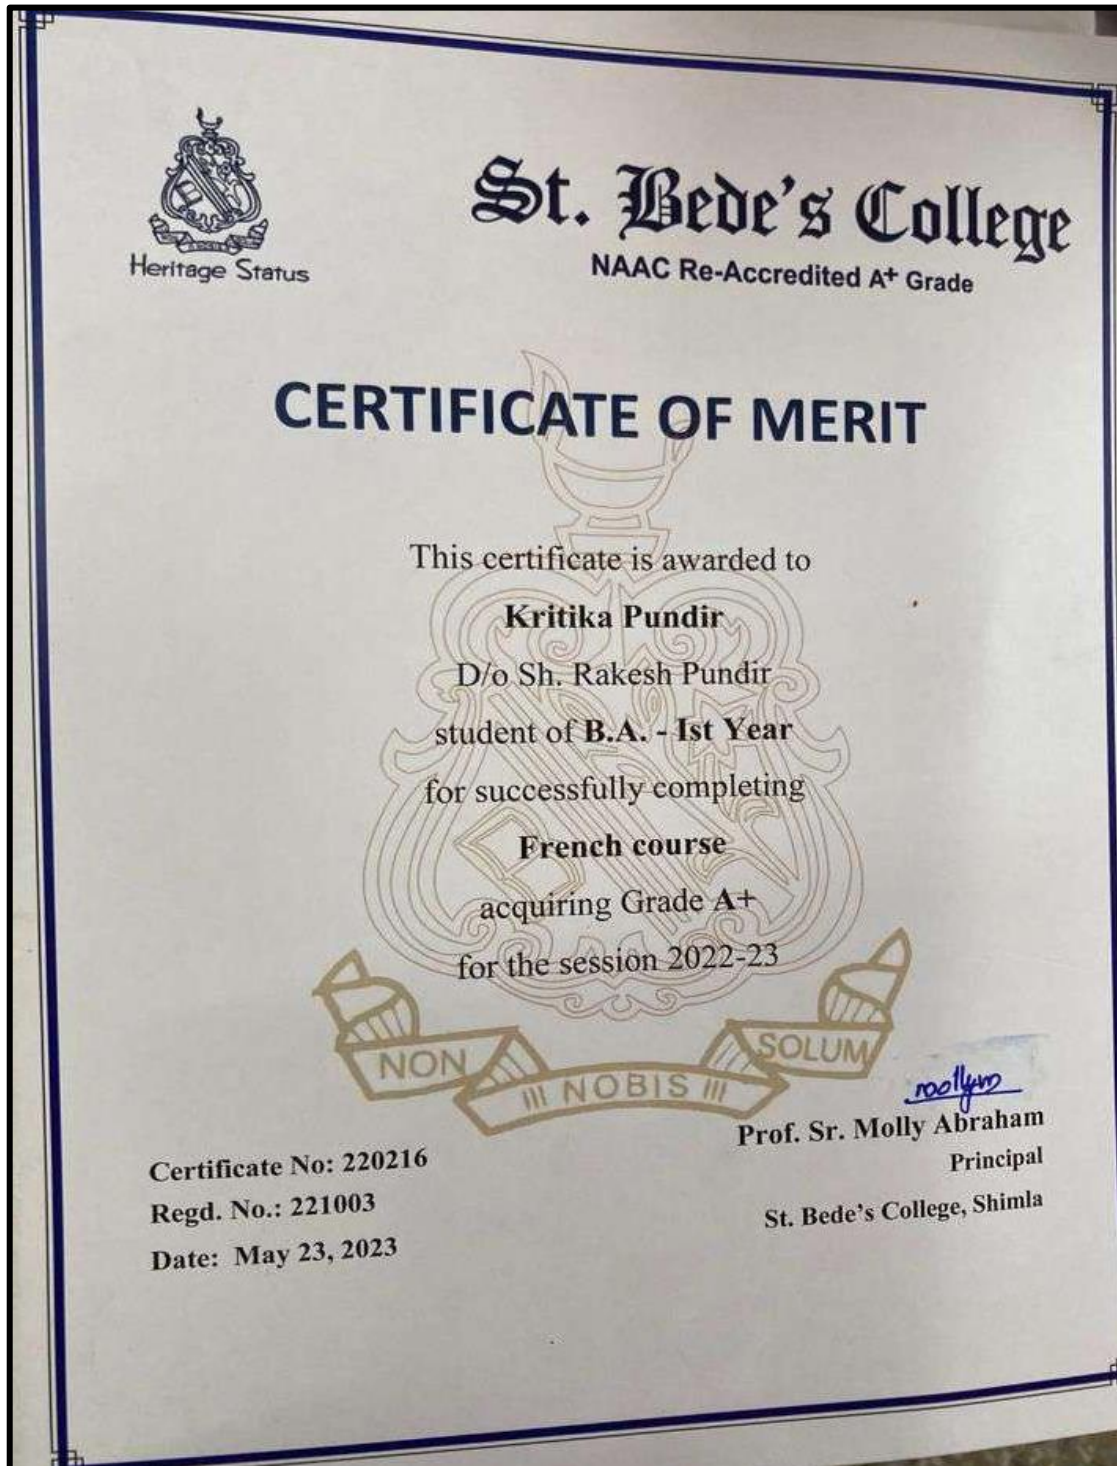 Heritage Status
St. Bede's College
NAAC Re-Accredited A+ Grade
CERTIFICATE OF MERIT
This certificate is awarded to
Kritika Pundir
D/o Sh. Rakesh Pundir
student of B.A. - Ist Year
for successfully completing
French course
acquiring Grade A+
for the session 2022-23
NON NOBIS SOLUM
Prof. Sr. Molly Abraham
Principal
St. Bede's College, Shimla
Certificate No: 220216
Regd. No.: 221003
Date: May 23, 2023